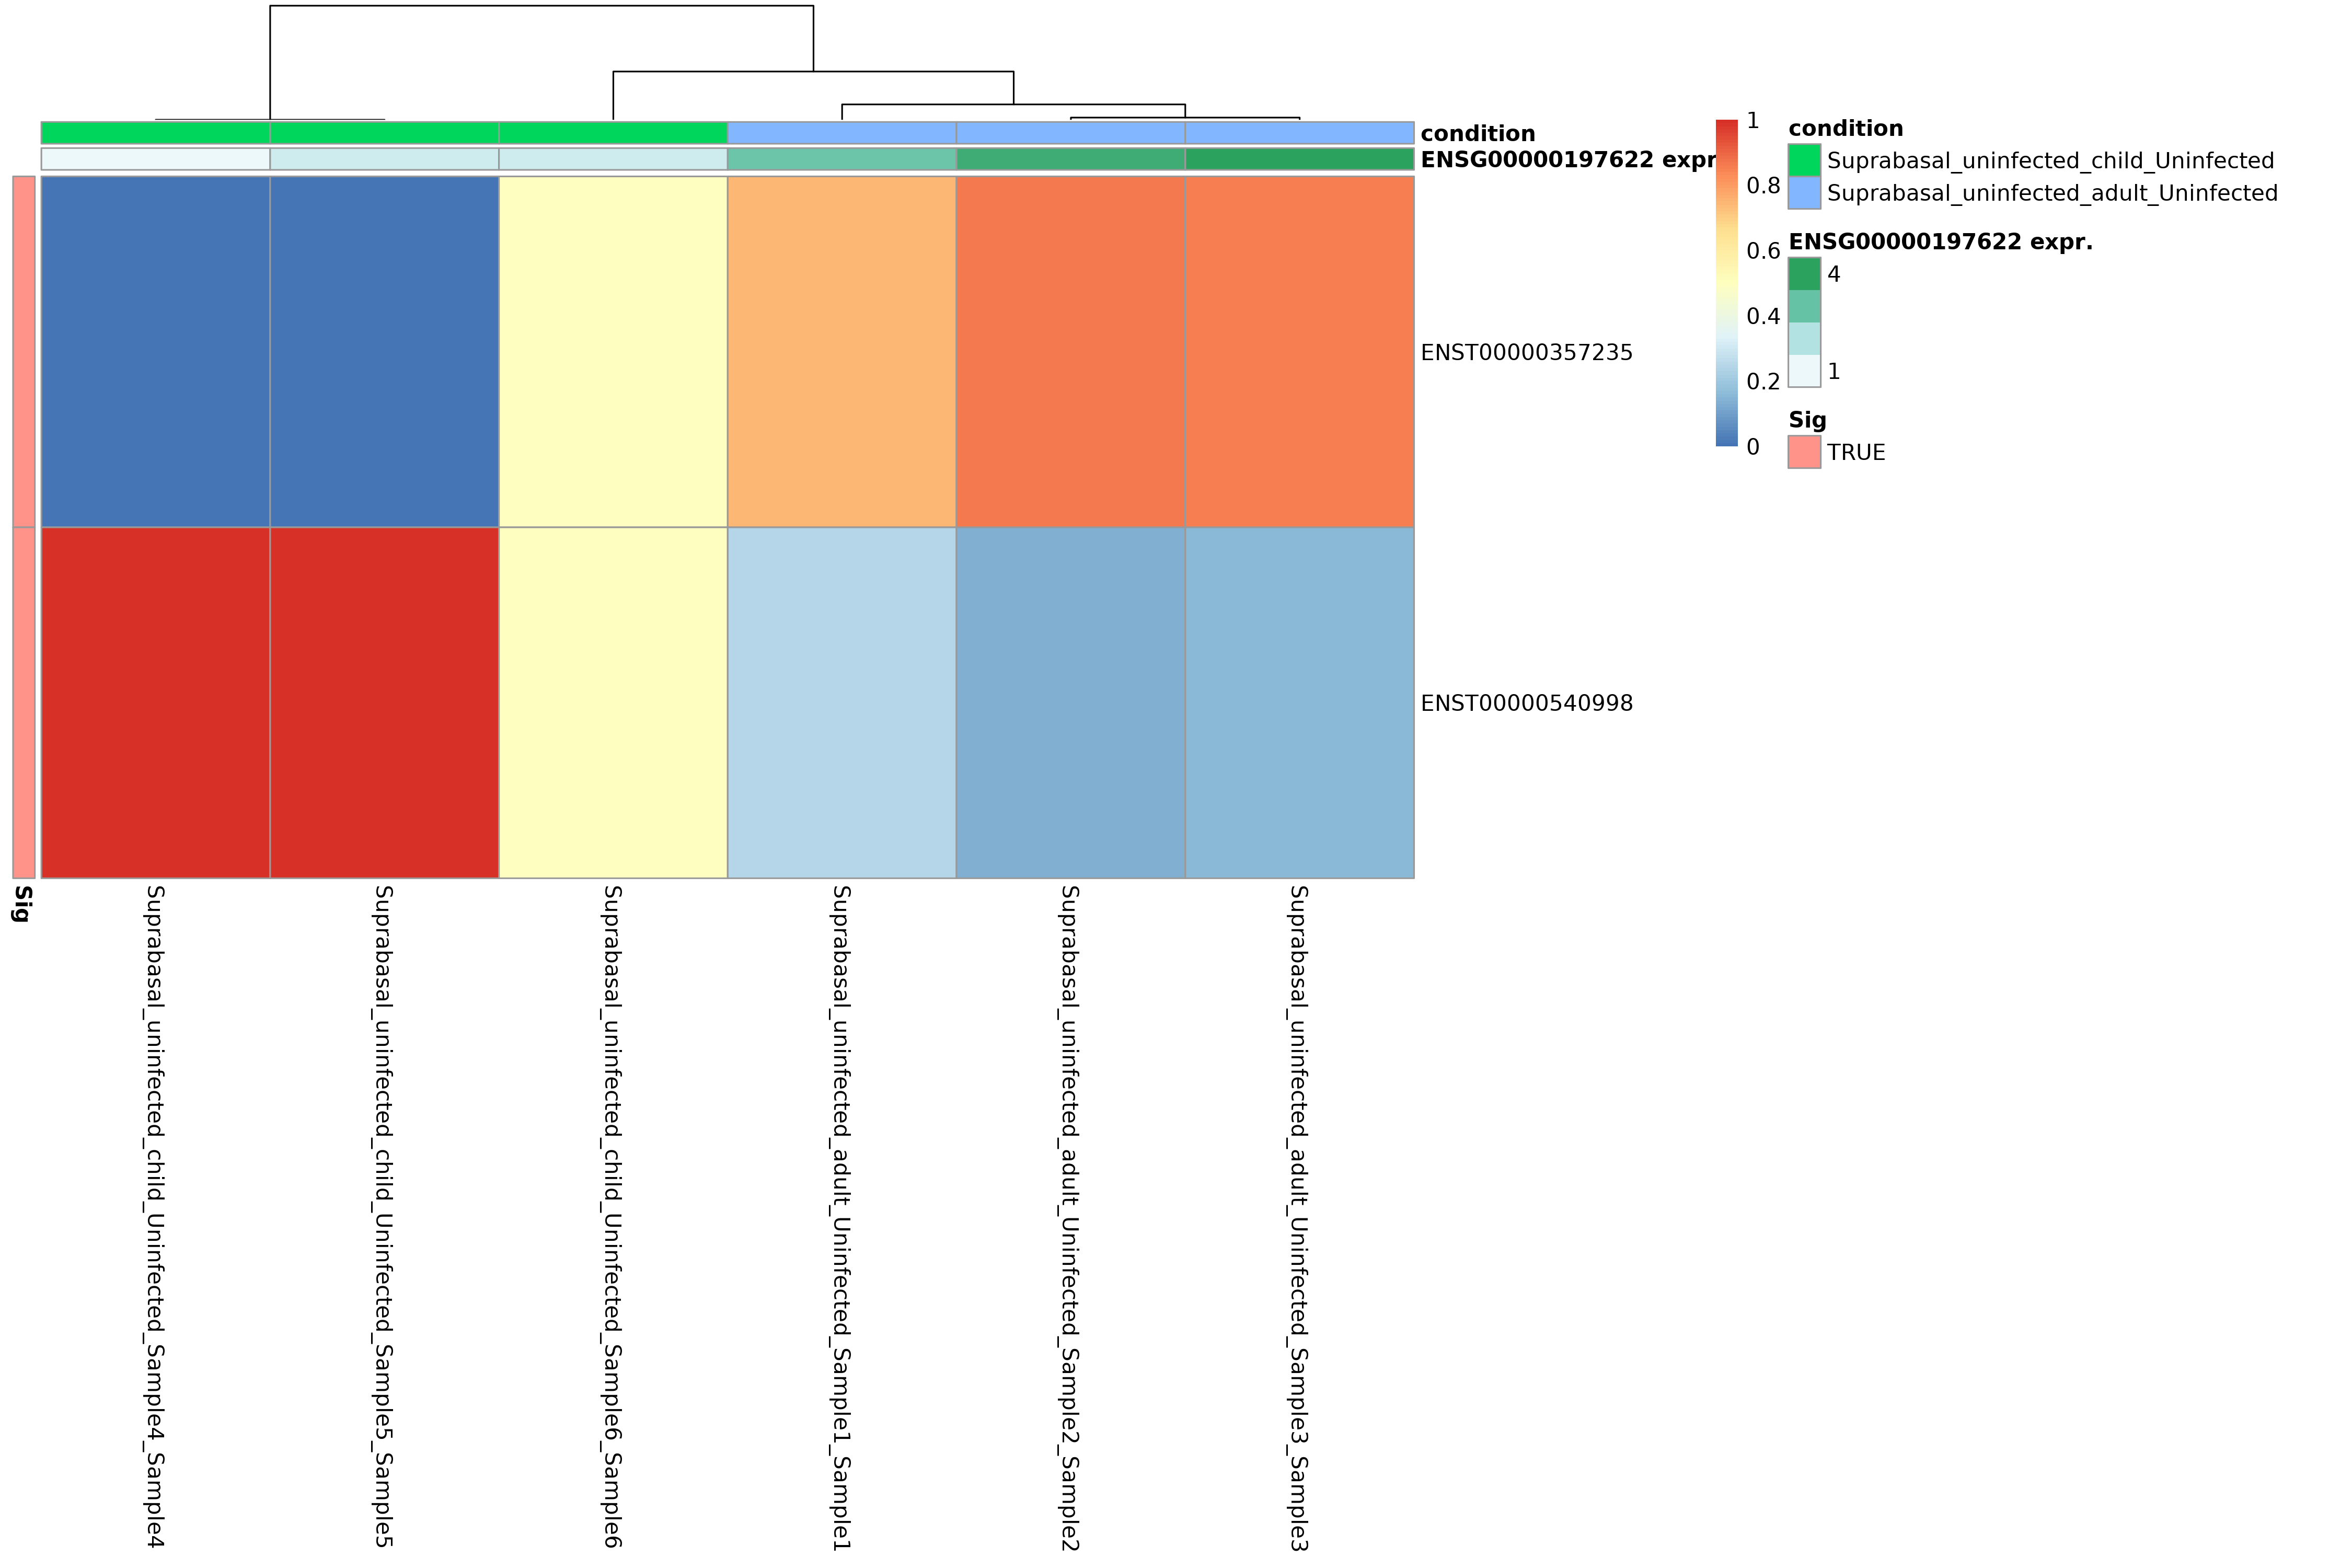 condition
ENSG00000197622 expr
ENST00000357235
ENST00000540998
Sig
Suprabasal_uninfected_child_Uninfected_Sample4_Sample4
Suprabasal_uninfected_child_Uninfected_Sample5_Sample5
Suprabasal_uninfected_child_Uninfected_Sample6_Sample6
Suprabasal_uninfected_adult_Uninfected_Sample1_Sample1
Suprabasal_uninfected_adult_Uninfected_Sample2_Sample2
Suprabasal_uninfected_adult_Uninfected_Sample3_Sample3
1
0.8
0.6
0.4
0.2
0
condition
Suprabasal_uninfected_child_Uninfected
Suprabasal_uninfected_adult_Uninfected
ENSG00000197622 expr.
4
1
Sig
TRUE